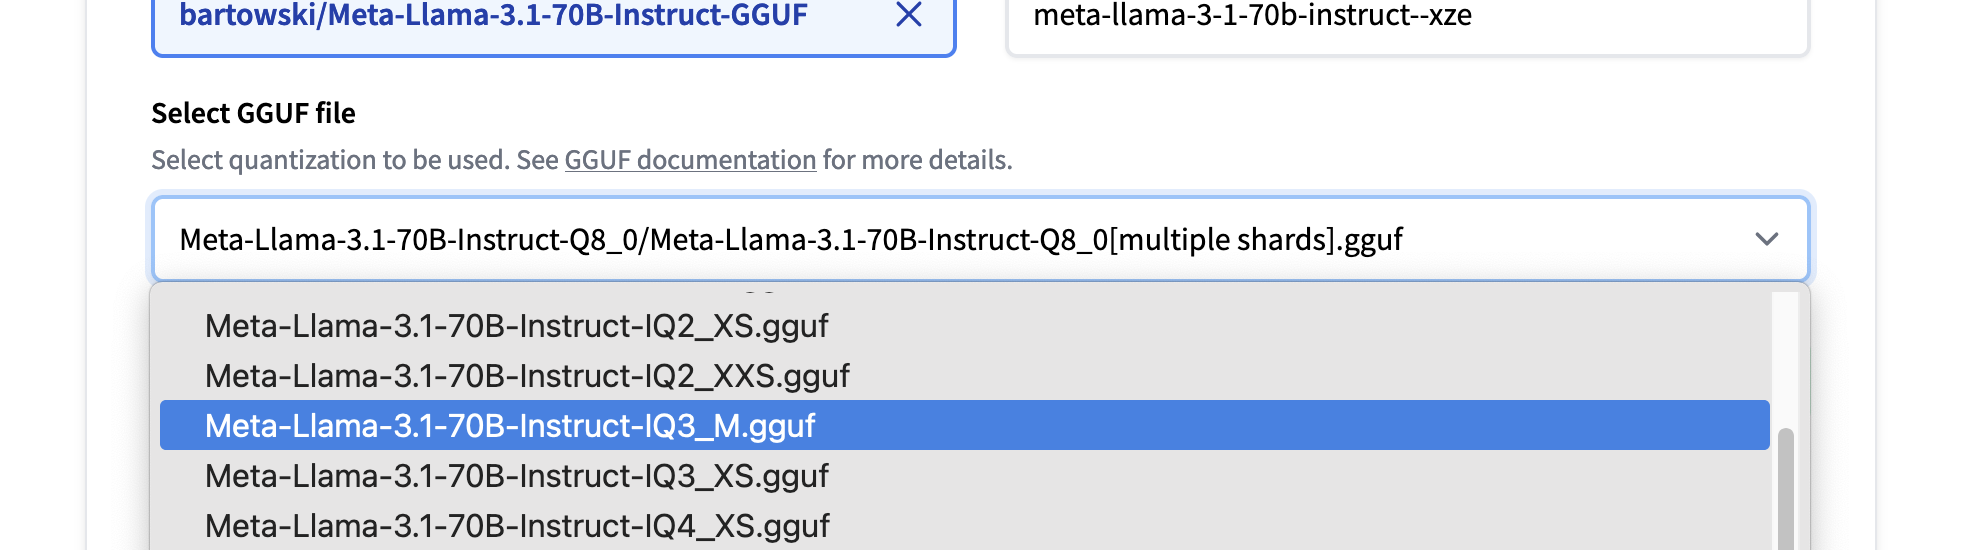 bartowski/Meta-Llama-3.1-70B-Instruct-GGUF
meta-llama-3-1-70b-instruct--xze
Select GGUF file
Select quantization to be used. See GGUF documentation for more details.
Meta-Llama-3.1-70B-Instruct-Q8_0/Meta-Llama-3.1-70B-Instruct-Q8_0[multiple shards].gguf
Meta-Llama-3.1-70B-Instruct-IQ2_XS.gguf
Meta-Llama-3.1-70B-Instruct-IQ2_XXS.gguf
Meta-Llama-3.1-70B-Instruct-IQ3_M.gguf
Meta-Llama-3.1-70B-Instruct-IQ3_XS.gguf
Meta-Llama-3.1-70B-Instruct-IQ4_XS.gguf